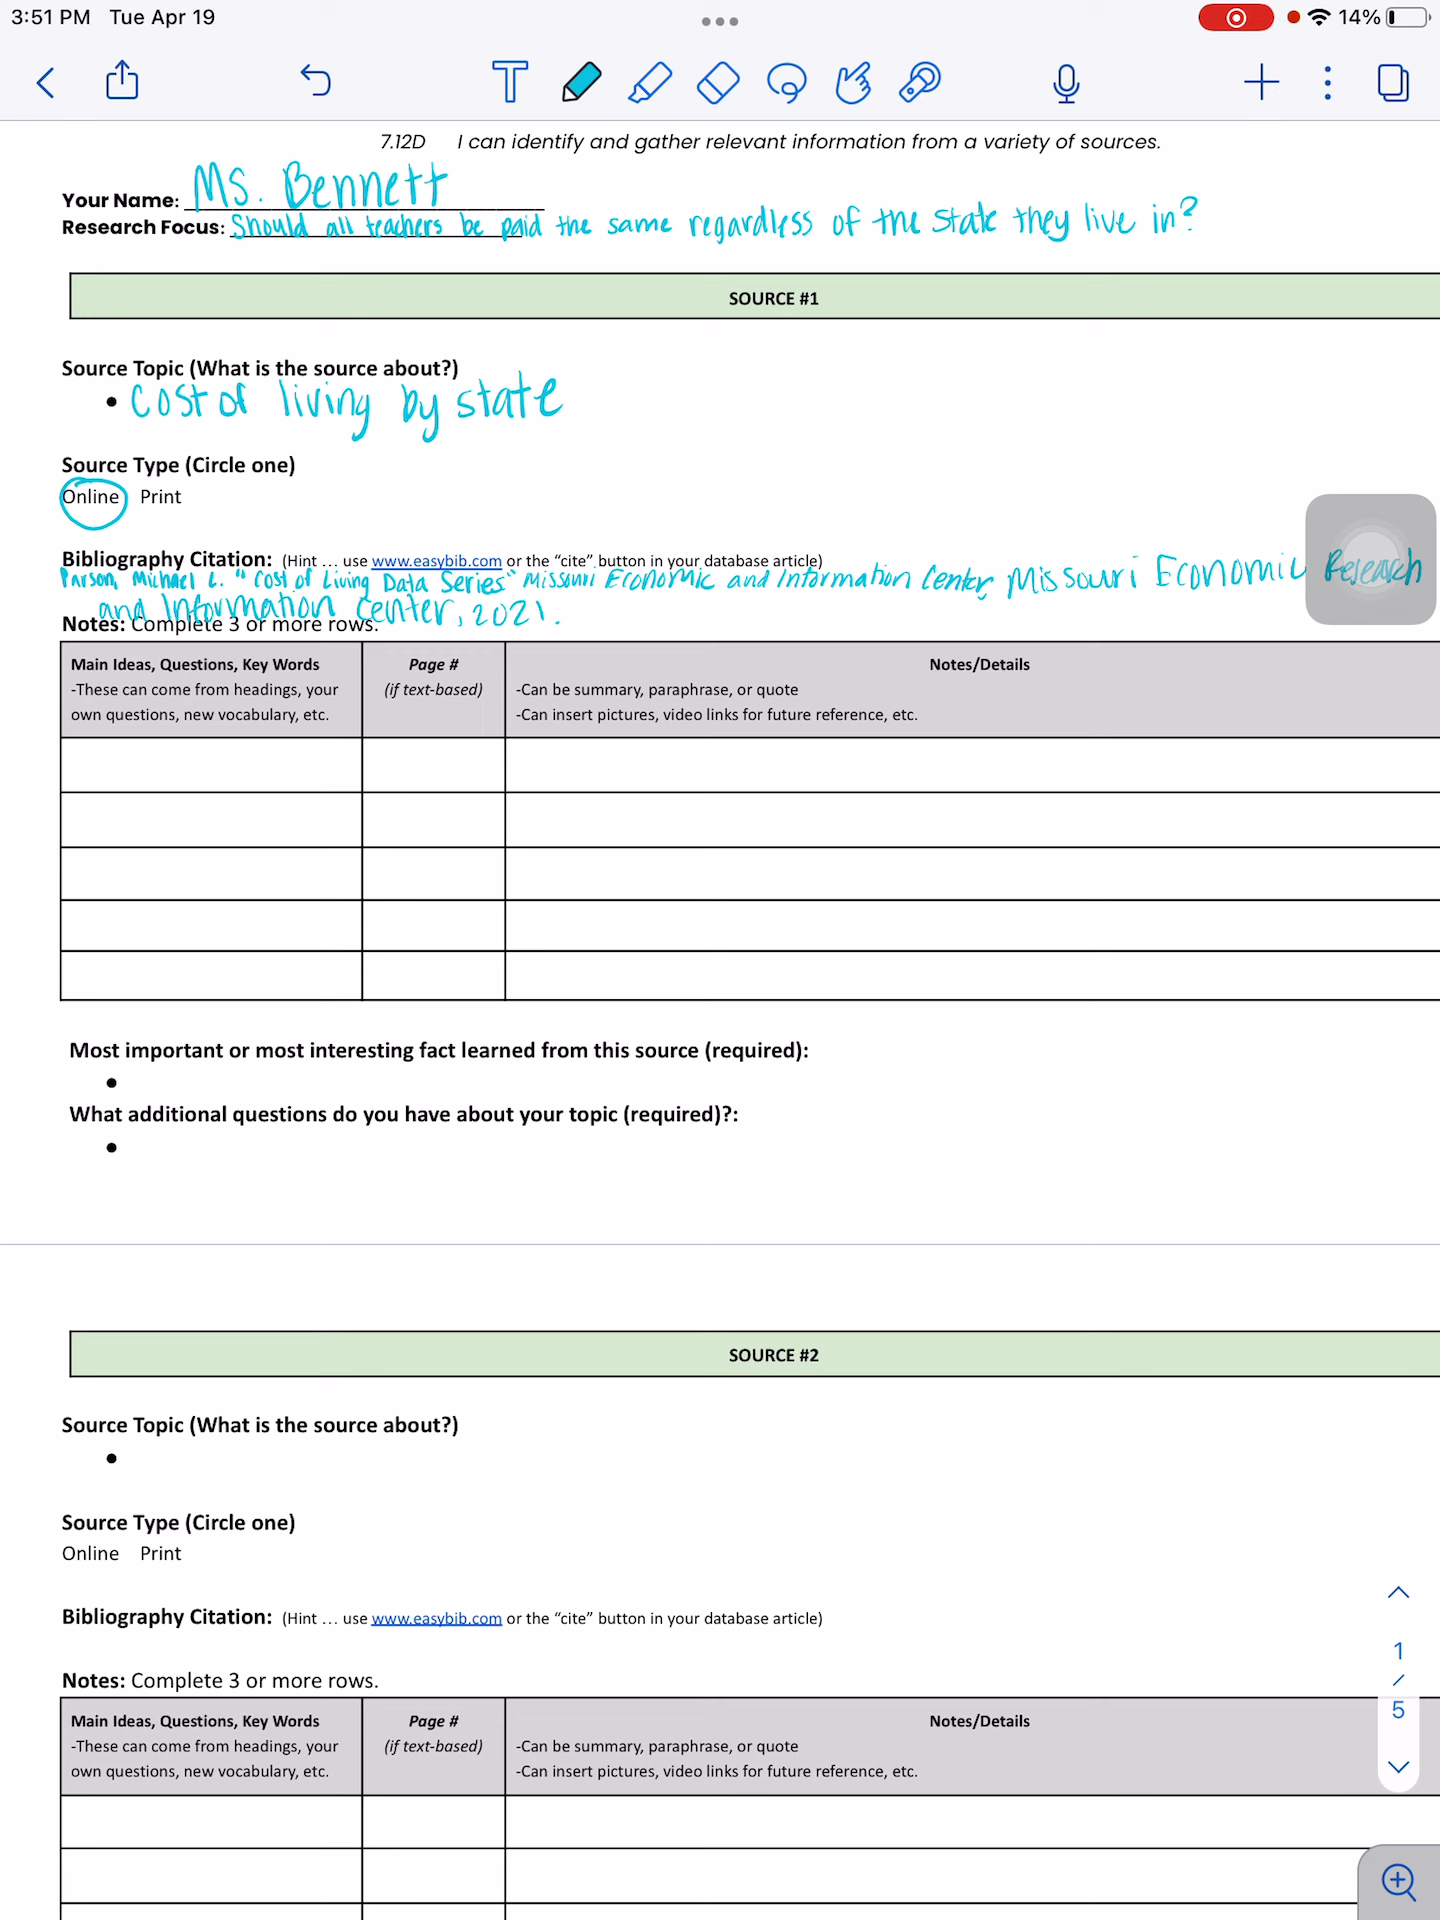 3:51 PM Tue Apr 19
14%
7.12D I can identify and gather relevant information from a variety of sources.
Your Name: Ms. Bennett
Research Focus: Should all teachers be paid the same regardless of the state they live in?
SOURCE #1
Source Topic (What is the source about?)
• Cost of living by state
Source Type (Circle one)
Online Print
Bibliography Citation: (Hint ... use www.easybib.com or the “cite” button in your database article)
Parson, Michael L. "Cost of Living Data Series" Missouri Economic and Information Center, Missouri Economic Research
and Information Center, 2021.
Notes: Complete 3 or more rows.
Main Ideas, Questions, Key Words Page # Notes/Details
-These can come from headings, your (if text-based) -Can be summary, paraphrase, or quote
own questions, new vocabulary, etc. -Can insert pictures, video links for future reference, etc.
Most important or most interesting fact learned from this source (required):
•
What additional questions do you have about your topic (required)?:
•
SOURCE #2
Source Topic (What is the source about?)
•
Source Type (Circle one)
Online Print
Bibliography Citation: (Hint ... use www.easybib.com or the “cite” button in your database article)
Notes: Complete 3 or more rows.
Main Ideas, Questions, Key Words Page # Notes/Details
-These can come from headings, your (if text-based) -Can be summary, paraphrase, or quote
own questions, new vocabulary, etc. -Can insert pictures, video links for future reference, etc.
1
/
5